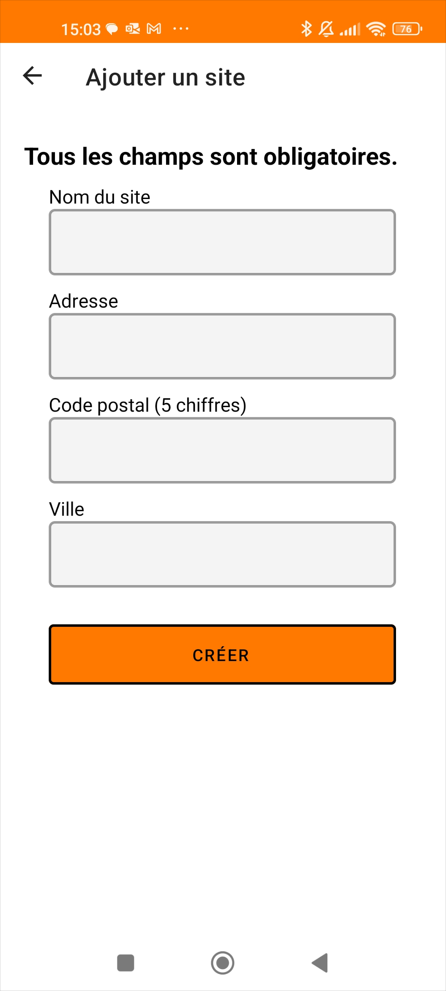 15:03
76
Ajouter un site
Tous les champs sont obligatoires.
Nom du site
Adresse
Code postal (5 chiffres)
Ville
CRÉER